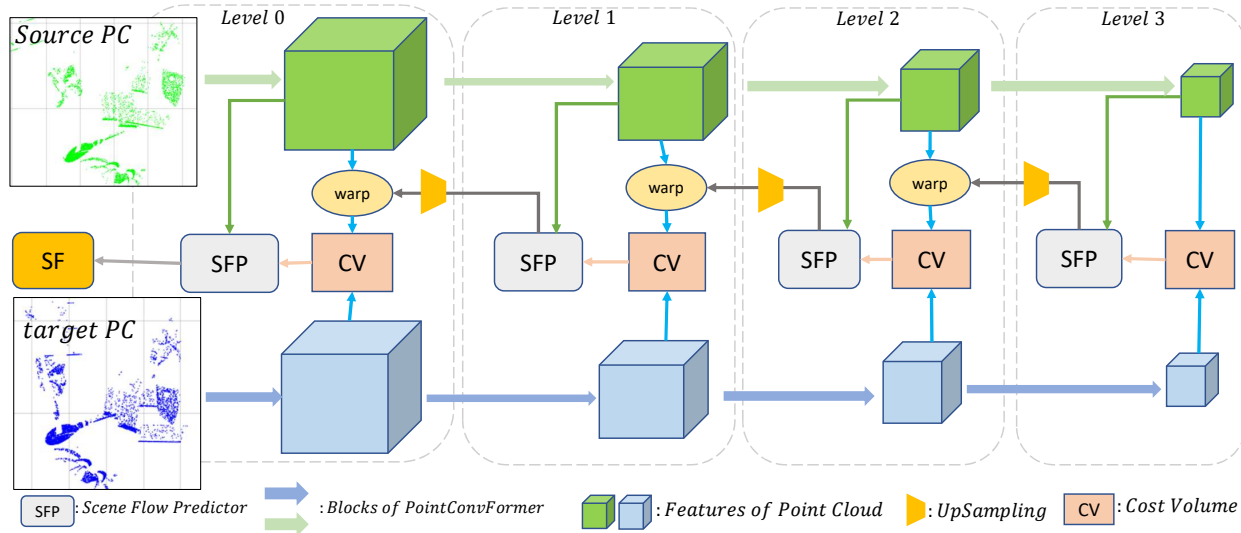 Level 0
Level 1
Level 2
Level 3
Source PC
warp
warp
warp
SF
SFP
CV
SFP
CV
SFP
CV
SFP
CV
target PC
SFP : Scene Flow Predictor
: Blocks of PointConvFormer
: Features of Point Cloud
: UpSampling
CV : Cost Volume